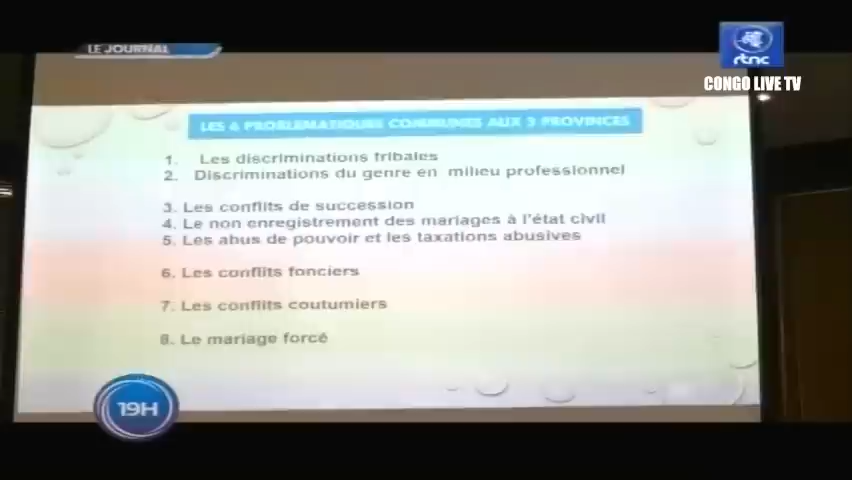 LE JOURNAL
rtnc
CONGO LIVE TV
LES 6 PROBLEMATIQUES COMMUNES AUX 3 PROVINCES
1. Les discriminations tribales
2. Discriminations du genre en milieu professionnel
3. Les conflits de succession
4. Le non enregistrement des mariages à l'état civil
5. Les abus de pouvoir et les taxations abusives
6. Les conflits fonciers
7. Les conflits coutumiers
8. Le mariage forcé
19H